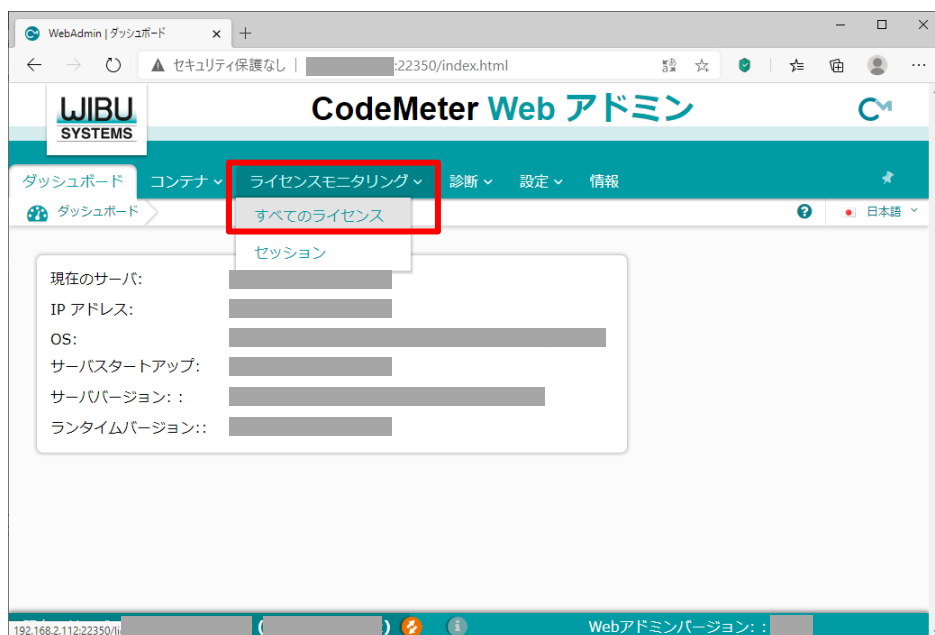 WebAdmin | ダッシュボード
セキュリティ保護なし | :22350/index.html
WIBU
SYSTEMS
CodeMeter Web アドミン
ダッシュボード コンテナ ライセンスモニタリング 診断 設定 情報
ダッシュボード 日本語
すべてのライセンス
セッション
現在のサーバ:
IP アドレス:
OS:
サーバスタートアップ:
サーババージョン: :
ランタイムバージョン::
192.168.2.112:22350/li ( :) Webアドミンバージョン: :